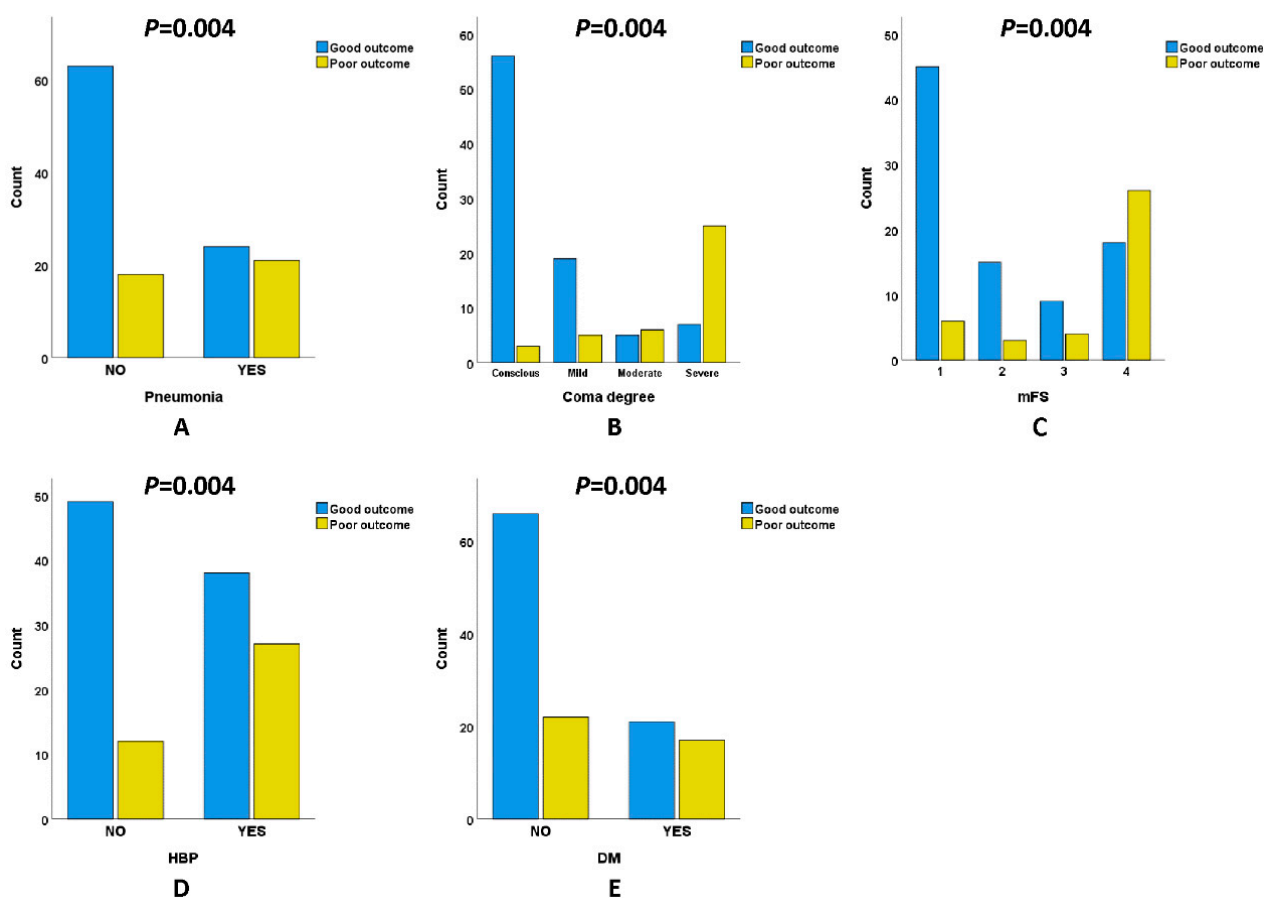 P=0.004
Good outcome
Poor outcome
60
40
20
0
Count
NO YES
Pneumonia
A
P=0.004
Good outcome
Poor outcome
60
50
40
30
20
10
0
Count
Conscious Mild Moderate Severe
Coma degree
B
P=0.004
Good outcome
Poor outcome
50
40
30
20
10
0
Count
1 2 3 4
mFS
C
P=0.004
Good outcome
Poor outcome
50
40
30
20
10
0
Count
NO YES
HBP
D
P=0.004
Good outcome
Poor outcome
60
40
20
0
Count
NO YES
DM
E